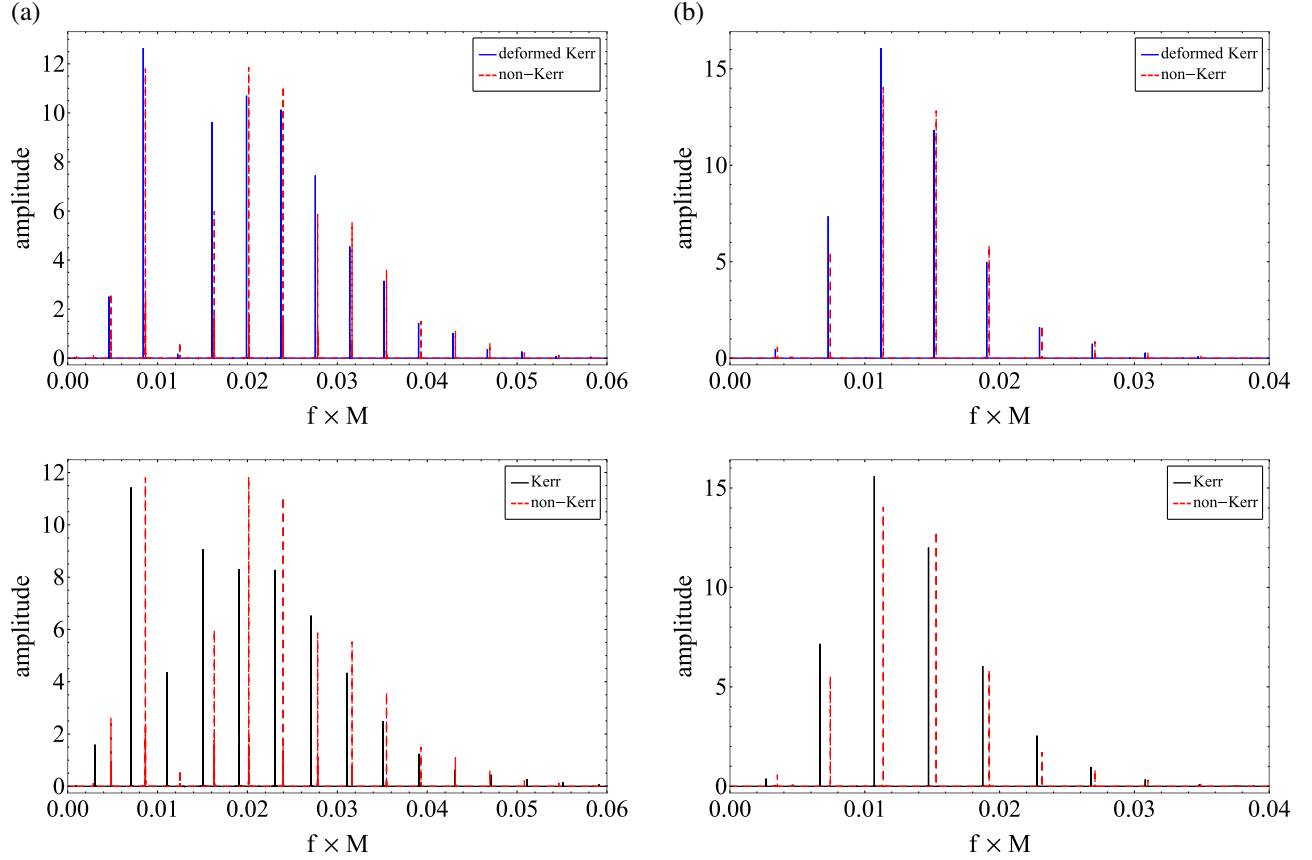 (a)
deformed Kerr
non−Kerr
amplitude
12
10
8
6
4
2
0
0.00 0.01 0.02 0.03 0.04 0.05 0.06
f × M
(b)
deformed Kerr
non−Kerr
amplitude
15
10
5
0
0.00 0.01 0.02 0.03 0.04
f × M
Kerr
non−Kerr
amplitude
12
10
8
6
4
2
0
0.00 0.01 0.02 0.03 0.04 0.05 0.06
f × M
Kerr
non−Kerr
amplitude
15
10
5
0
0.00 0.01 0.02 0.03 0.04
f × M